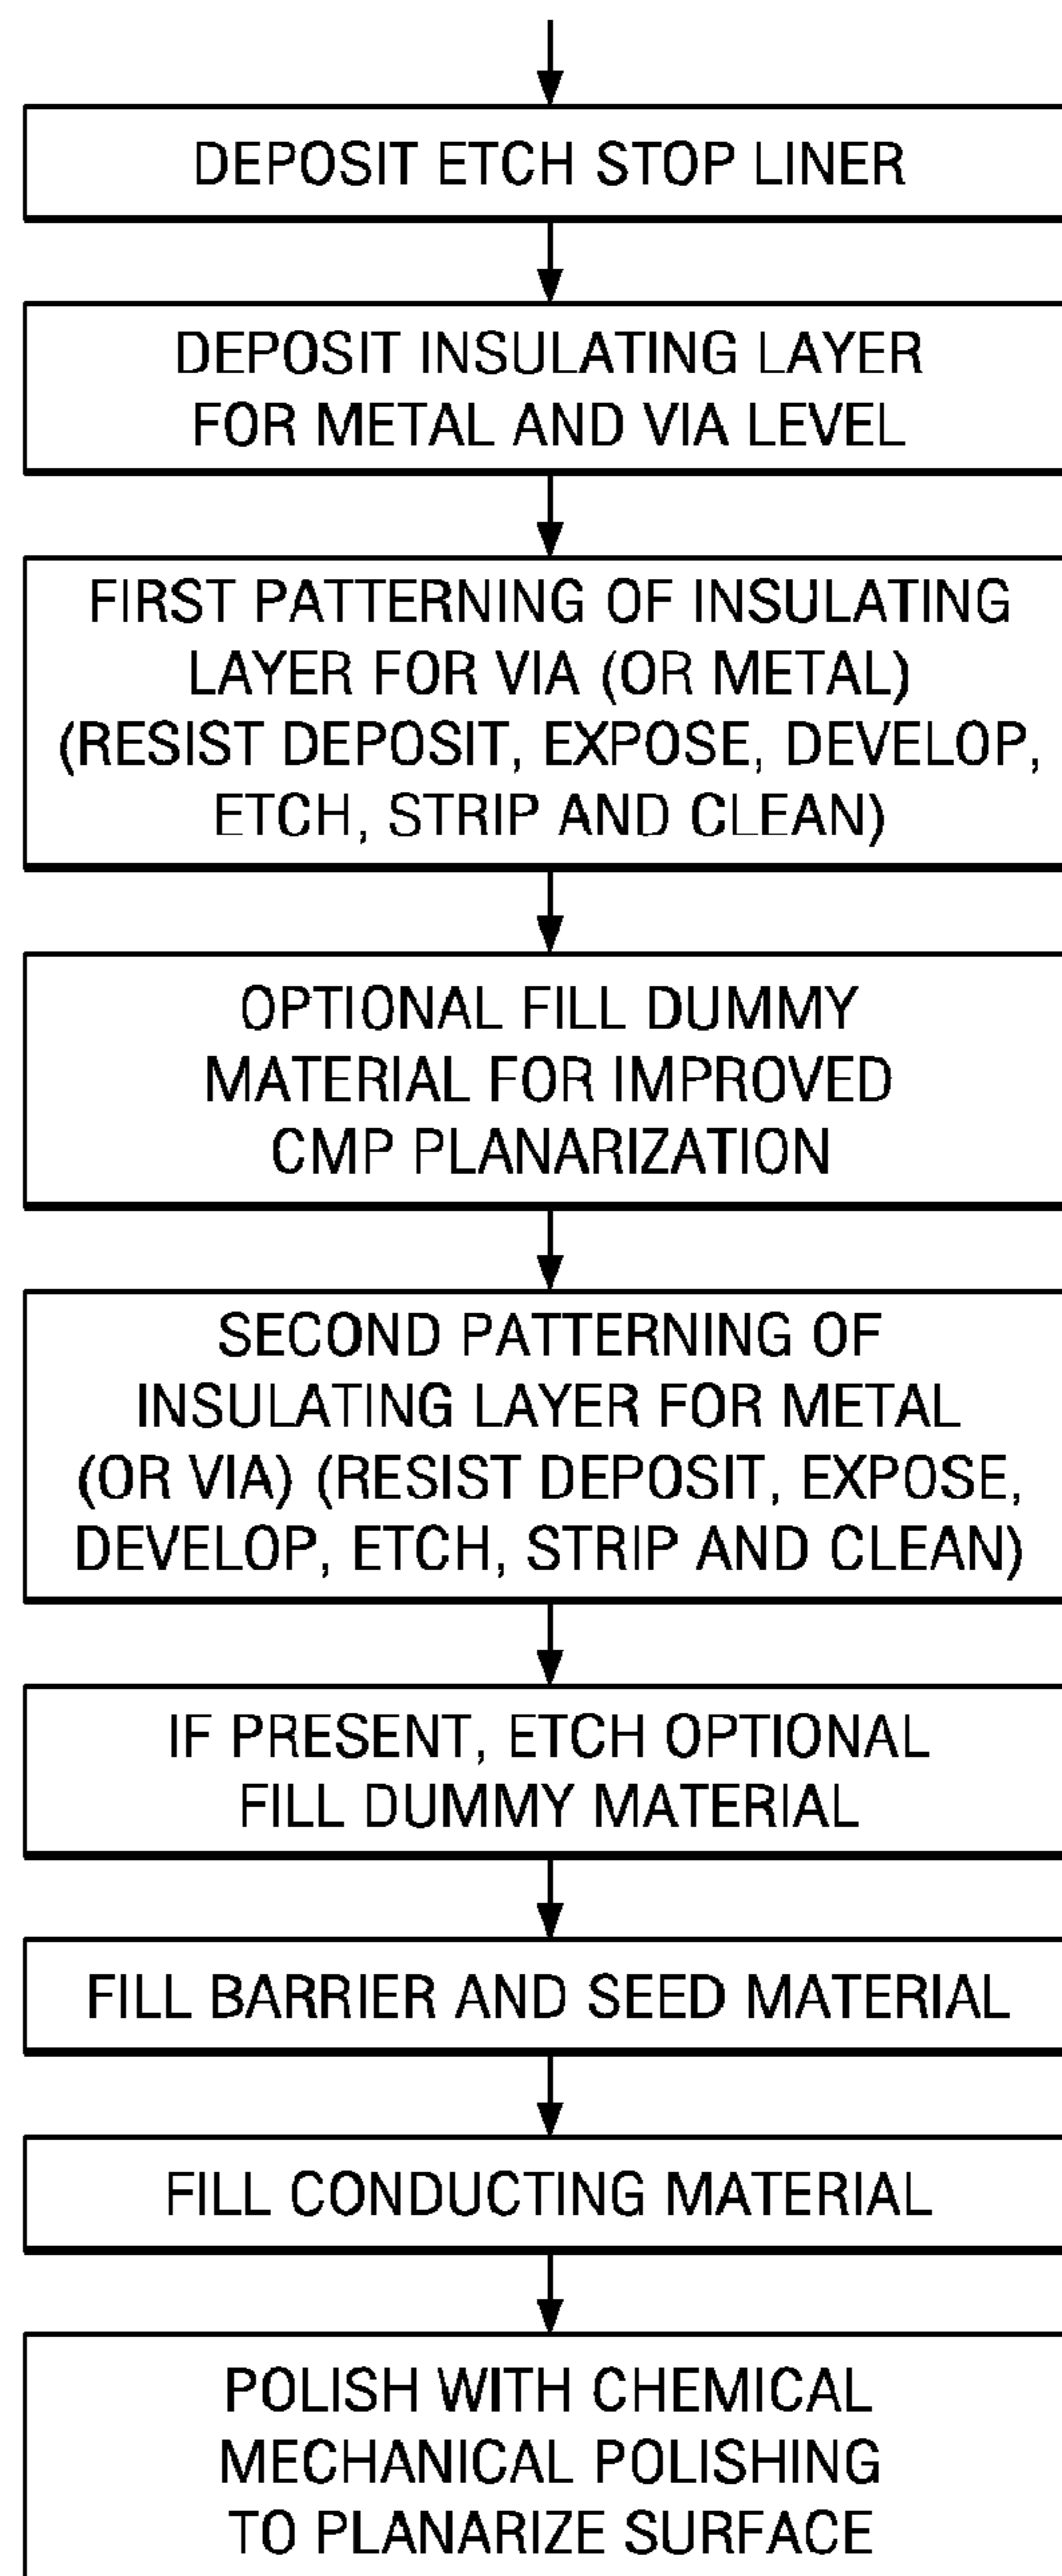 DEPOSIT ETCH STOP LINER
DEPOSIT INSULATING LAYER
FOR METAL AND VIA LEVEL
FIRST PATTERNING OF INSULATING
LAYER FOR VIA (OR METAL)
(RESIST DEPOSIT, EXPOSE, DEVELOP,
ETCH, STRIP AND CLEAN)
OPTIONAL FILL DUMMY
MATERIAL FOR IMPROVED
CMP PLANARIZATION
SECOND PATTERNING OF
INSULATING LAYER FOR METAL
(OR VIA) (RESIST DEPOSIT, EXPOSE,
DEVELOP, ETCH, STRIP AND CLEAN)
IF PRESENT, ETCH OPTIONAL
FILL DUMMY MATERIAL
FILL BARRIER AND SEED MATERIAL
FILL CONDUCTING MATERIAL
POLISH WITH CHEMICAL
MECHANICAL POLISHING
TO PLANARIZE SURFACE